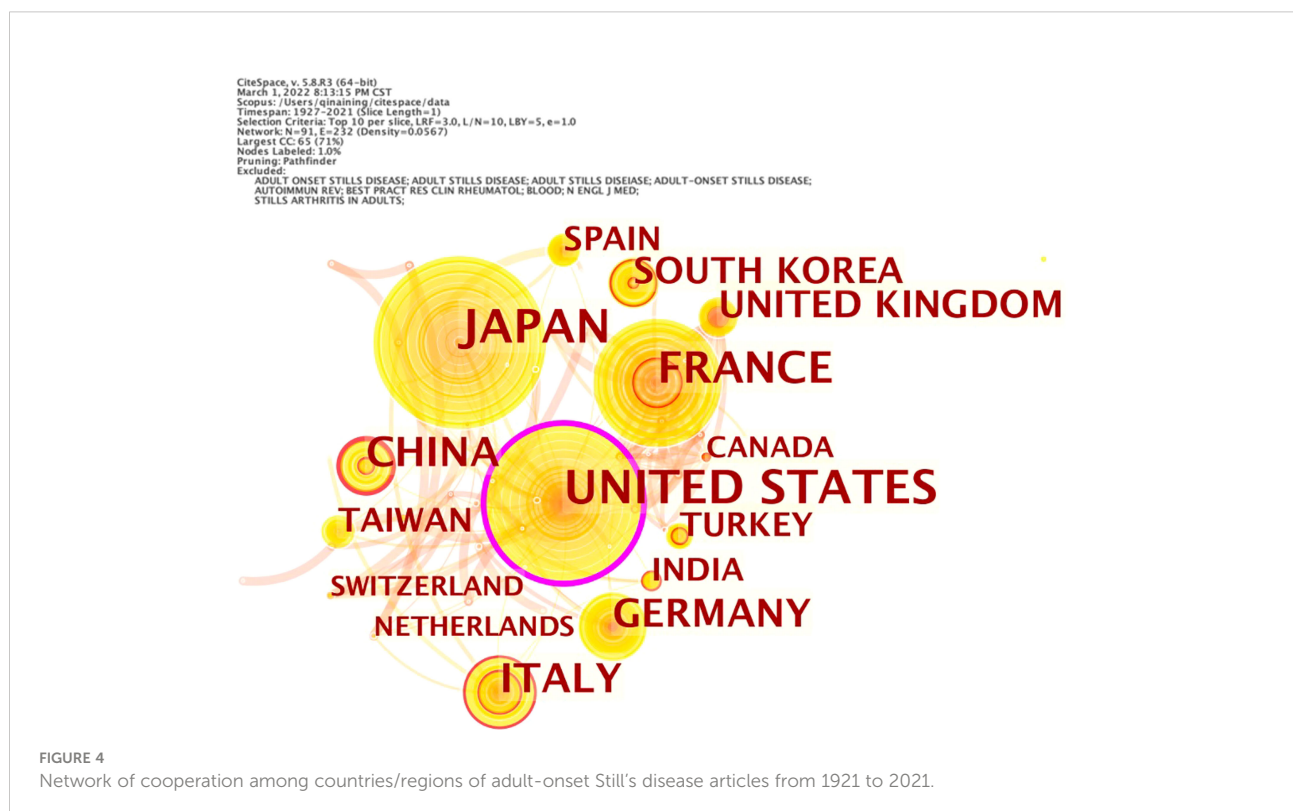 CiteSpace, v. 5.8.R3 (64-bit)
March 1, 2022 8:13:15 PM CST
Scopus: /Users/qinaining/citespace/data
Timespan: 1927-2021 (Slice Length=1)
Selection Criteria: Top 10 per slice, LRF=3.0, L/N=10, LBY=5, e=1.0
Network: N=91, E=232 (Density=0.0567)
Largest CC: 65 (71%)
Nodes Labeled: 1.0%
Pruning: Pathfinder
Excluded:
ADULT ONSET STILLS DISEASE; ADULT STILLS DISEASE; ADULT STILLS DISEIASE; ADULT-ONSET STILLS DISEASE;
AUTOIMMUN REV; BEST PRACT RES CLIN RHEUMATOL; BLOOD; N ENGL J MED;
STILLS ARTHRITIS IN ADULTS;
SPAIN
SOUTH KOREA
UNITED KINGDOM
JAPAN
FRANCE
CHINA
CANADA
UNITED STATES
TAIWAN
TURKEY
INDIA
SWITZERLAND
GERMANY
NETHERLANDS
ITALY
FIGURE 4
Network of cooperation among countries/regions of adult-onset Still's disease articles from 1921 to 2021.